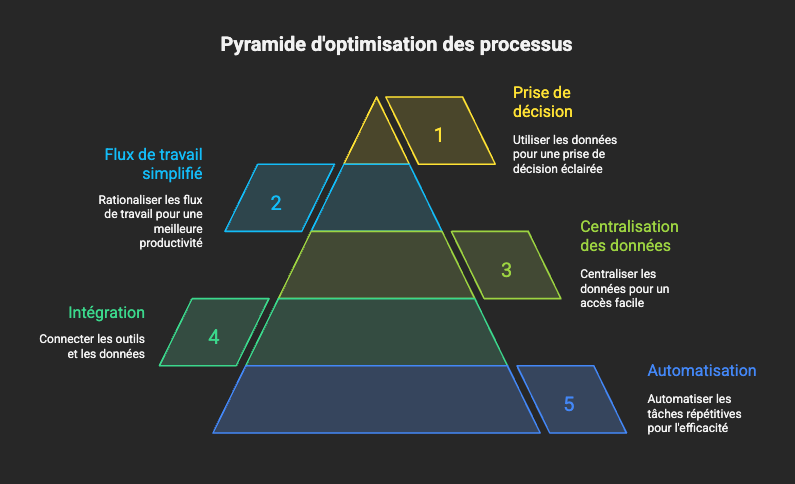 Pyramide d'optimisation des processus
Prise de
décision
1
Utiliser les données
pour une prise de
décision éclairée
Flux de travail
simplifié
2
Rationaliser les flux
de travail pour une
meilleure
productivité
Centralisation
des données
3
Centraliser les
données pour un
accès facile
Intégration
4
Connecter les outils
et les données
Automatisation
5
Automatiser les
tâches répétitives
pour l'efficacité